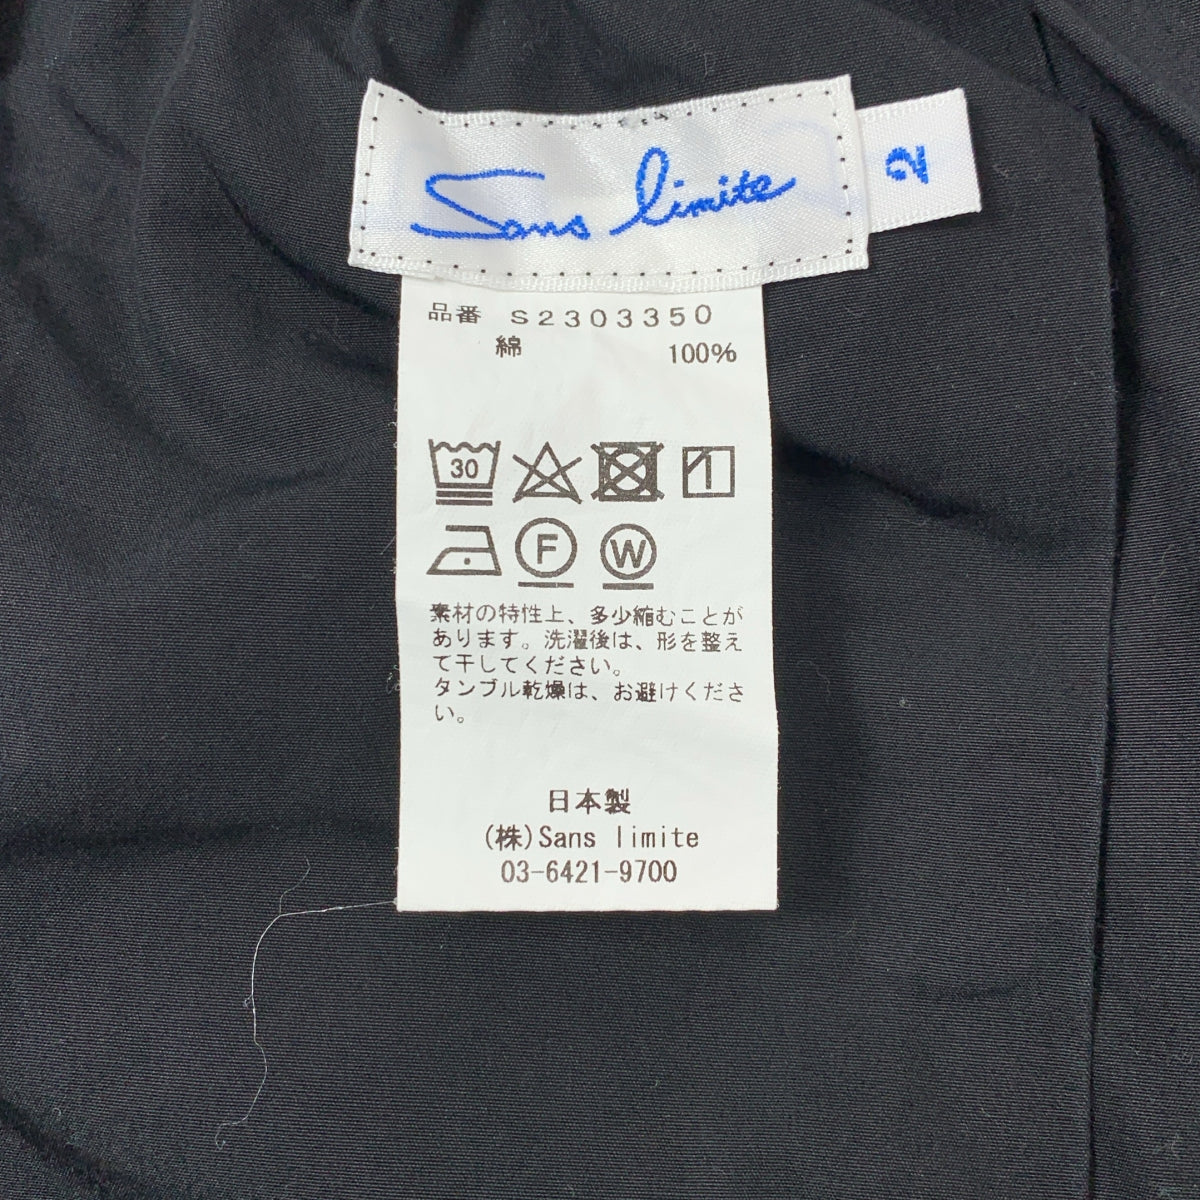 Sans limite
2
品番 S2303350
綿 100%
30
1
F
W
素材の特性上、多少縮むことが
あります。洗濯後は、形を整え
て干してください。
タンブル乾燥は、お避けくださ
い。
日本製
(株)Sans limite
03-6421-9700